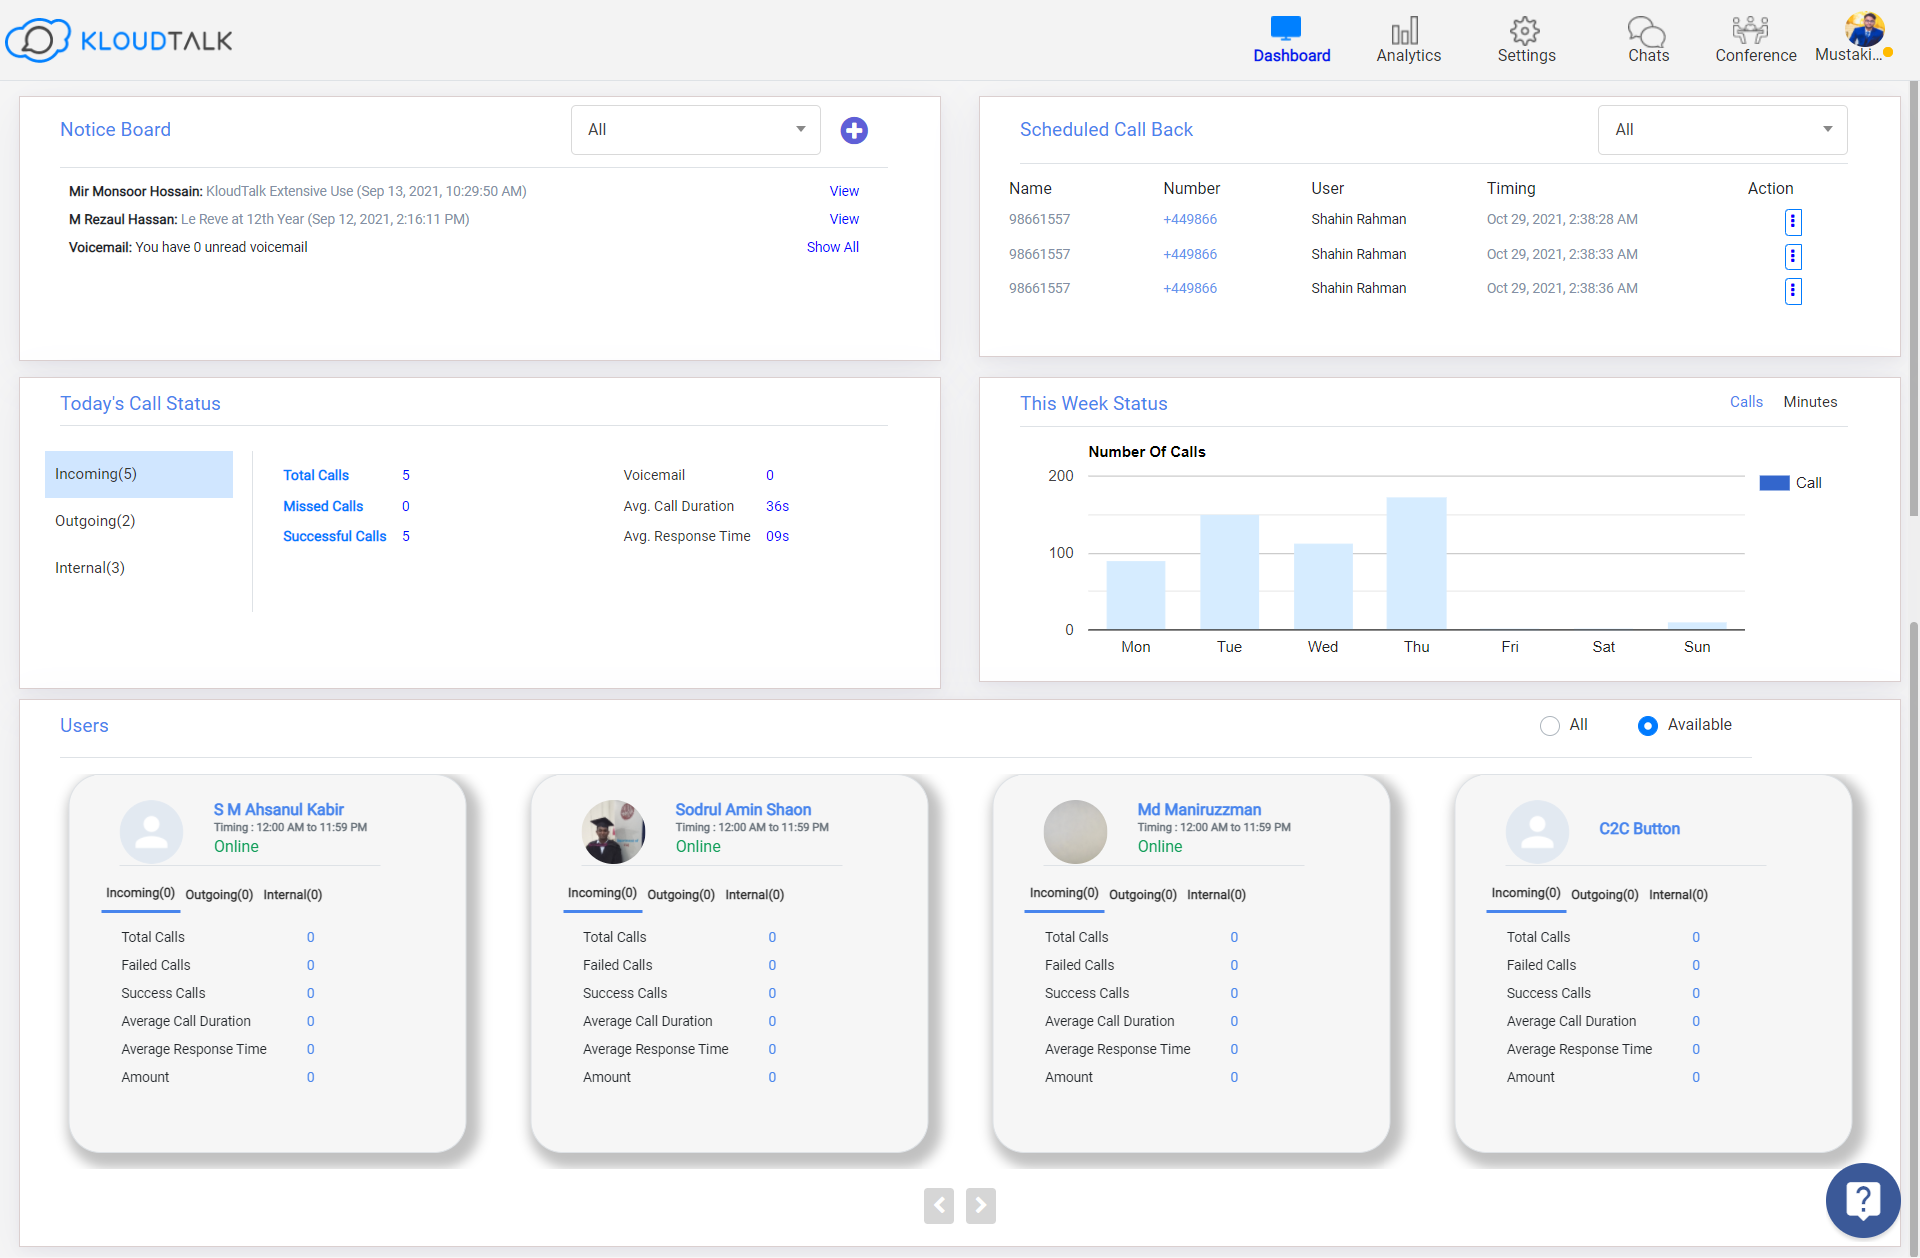 KLOUDTALK
Dashboard
Analytics
Settings
Chats
Conference
Mustaki...
Notice Board
All
Mir Monsoor Hossain: KloudTalk Extensive Use (Sep 13, 2021, 10:29:50 AM) View
M Rezaul Hassan: Le Reve at 12th Year (Sep 12, 2021, 2:16:11 PM) View
Voicemail: You have 0 unread voicemail Show All
Scheduled Call Back
All
Name Number User Timing Action
98661557 +449866 Shahin Rahman Oct 29, 2021, 2:38:28 AM
98661557 +449866 Shahin Rahman Oct 29, 2021, 2:38:33 AM
98661557 +449866 Shahin Rahman Oct 29, 2021, 2:38:36 AM
Today's Call Status
Incoming(5)
Outgoing(2)
Internal(3)
Total Calls 5
Missed Calls 0
Successful Calls 5
Voicemail 0
Avg. Call Duration 36s
Avg. Response Time 09s
This Week Status
Calls Minutes
Number Of Calls
200
100
0
Mon Tue Wed Thu Fri Sat Sun
Call
Users
All Available
S M Ahsanul Kabir
Timing : 12:00 AM to 11:59 PM
Online
Incoming(0) Outgoing(0) Internal(0)
Total Calls 0
Failed Calls 0
Success Calls 0
Average Call Duration 0
Average Response Time 0
Amount 0
Sodrul Amin Shaon
Timing : 12:00 AM to 11:59 PM
Online
Incoming(0) Outgoing(0) Internal(0)
Total Calls 0
Failed Calls 0
Success Calls 0
Average Call Duration 0
Average Response Time 0
Amount 0
Md Maniruzzman
Timing : 12:00 AM to 11:59 PM
Online
Incoming(0) Outgoing(0) Internal(0)
Total Calls 0
Failed Calls 0
Success Calls 0
Average Call Duration 0
Average Response Time 0
Amount 0
C2C Button
Incoming(0) Outgoing(0) Internal(0)
Total Calls 0
Failed Calls 0
Success Calls 0
Average Call Duration 0
Average Response Time 0
Amount 0
?